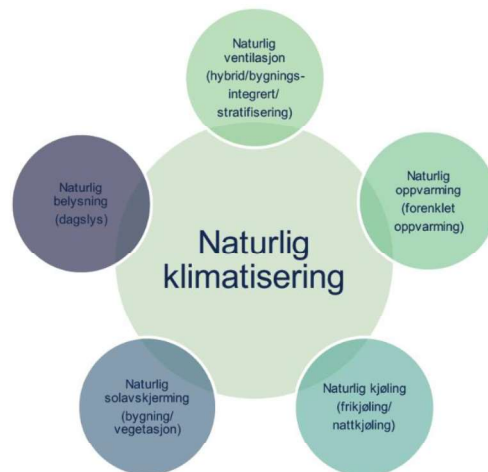 Naturlig
ventilasjon
(hybrid/bygnings-
integrert/
stratifisering)
Naturlig
oppvarming
(forenklet
oppvarming)
Naturlig kjøling
(frikjøling/
nattkjøling)
Naturlig
solavskjerming
(bygning/
vegetasjon)
Naturlig
belysning
(dagslys)
Naturlig
klimatisering